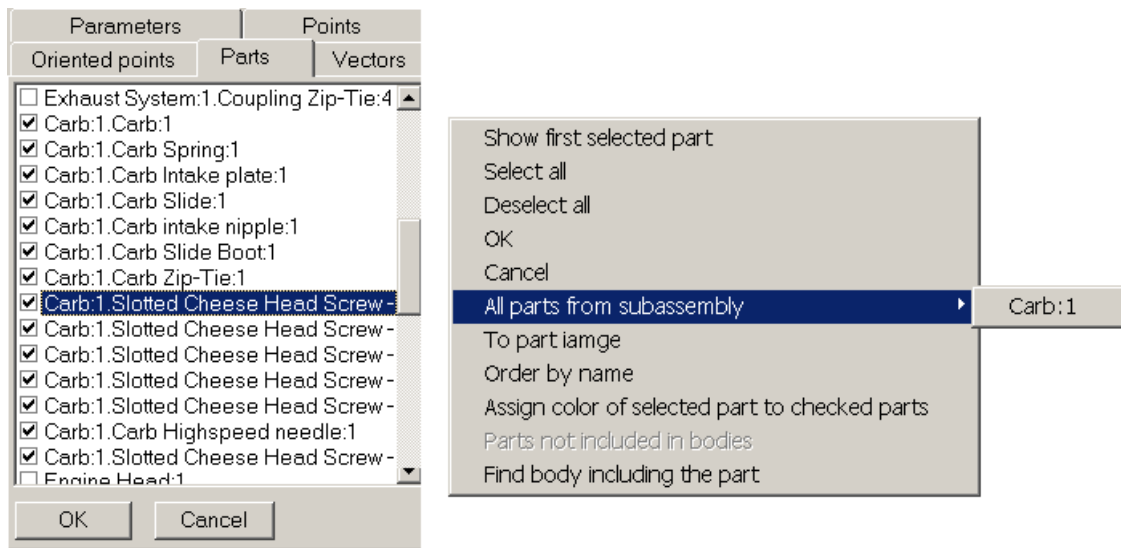 Parameters
Points
Oriented points
Parts
Vectors
Exhaust System:1.Coupling Zip-Tie:4
Carb:1.Carb:1
Carb:1.Carb Spring:1
Carb:1.Carb Intake plate:1
Carb:1.Carb Slide:1
Carb:1.Carb intake nipple:1
Carb:1.Carb Slide Boot:1
Carb:1.Carb Zip-Tie:1
Carb:1.Slotted Cheese Head Screw -
Carb:1.Slotted Cheese Head Screw -
Carb:1.Slotted Cheese Head Screw -
Carb:1.Slotted Cheese Head Screw -
Carb:1.Slotted Cheese Head Screw -
Carb:1.Carb Highspeed needle:1
Carb:1.Slotted Cheese Head Screw -
Engine Head:1
OK
Cancel
Show first selected part
Select all
Deselect all
OK
Cancel
All parts from subassembly
Carb:1
To part iamge
Order by name
Assign color of selected part to checked parts
Parts not included in bodies
Find body including the part